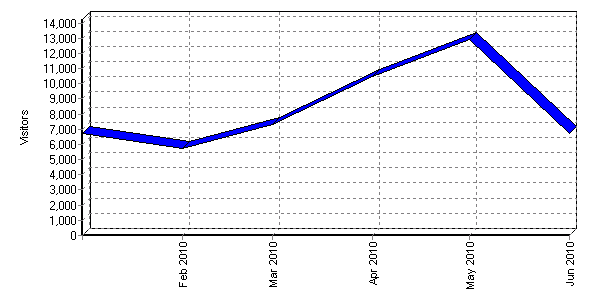 14,000
13,000
12,000
11,000
10,000
9,000
8,000
7,000
6,000
5,000
4,000
3,000
2,000
1,000
0
Visitors
Feb 2010
Mar 2010
Apr 2010
May 2010
Jun 2010